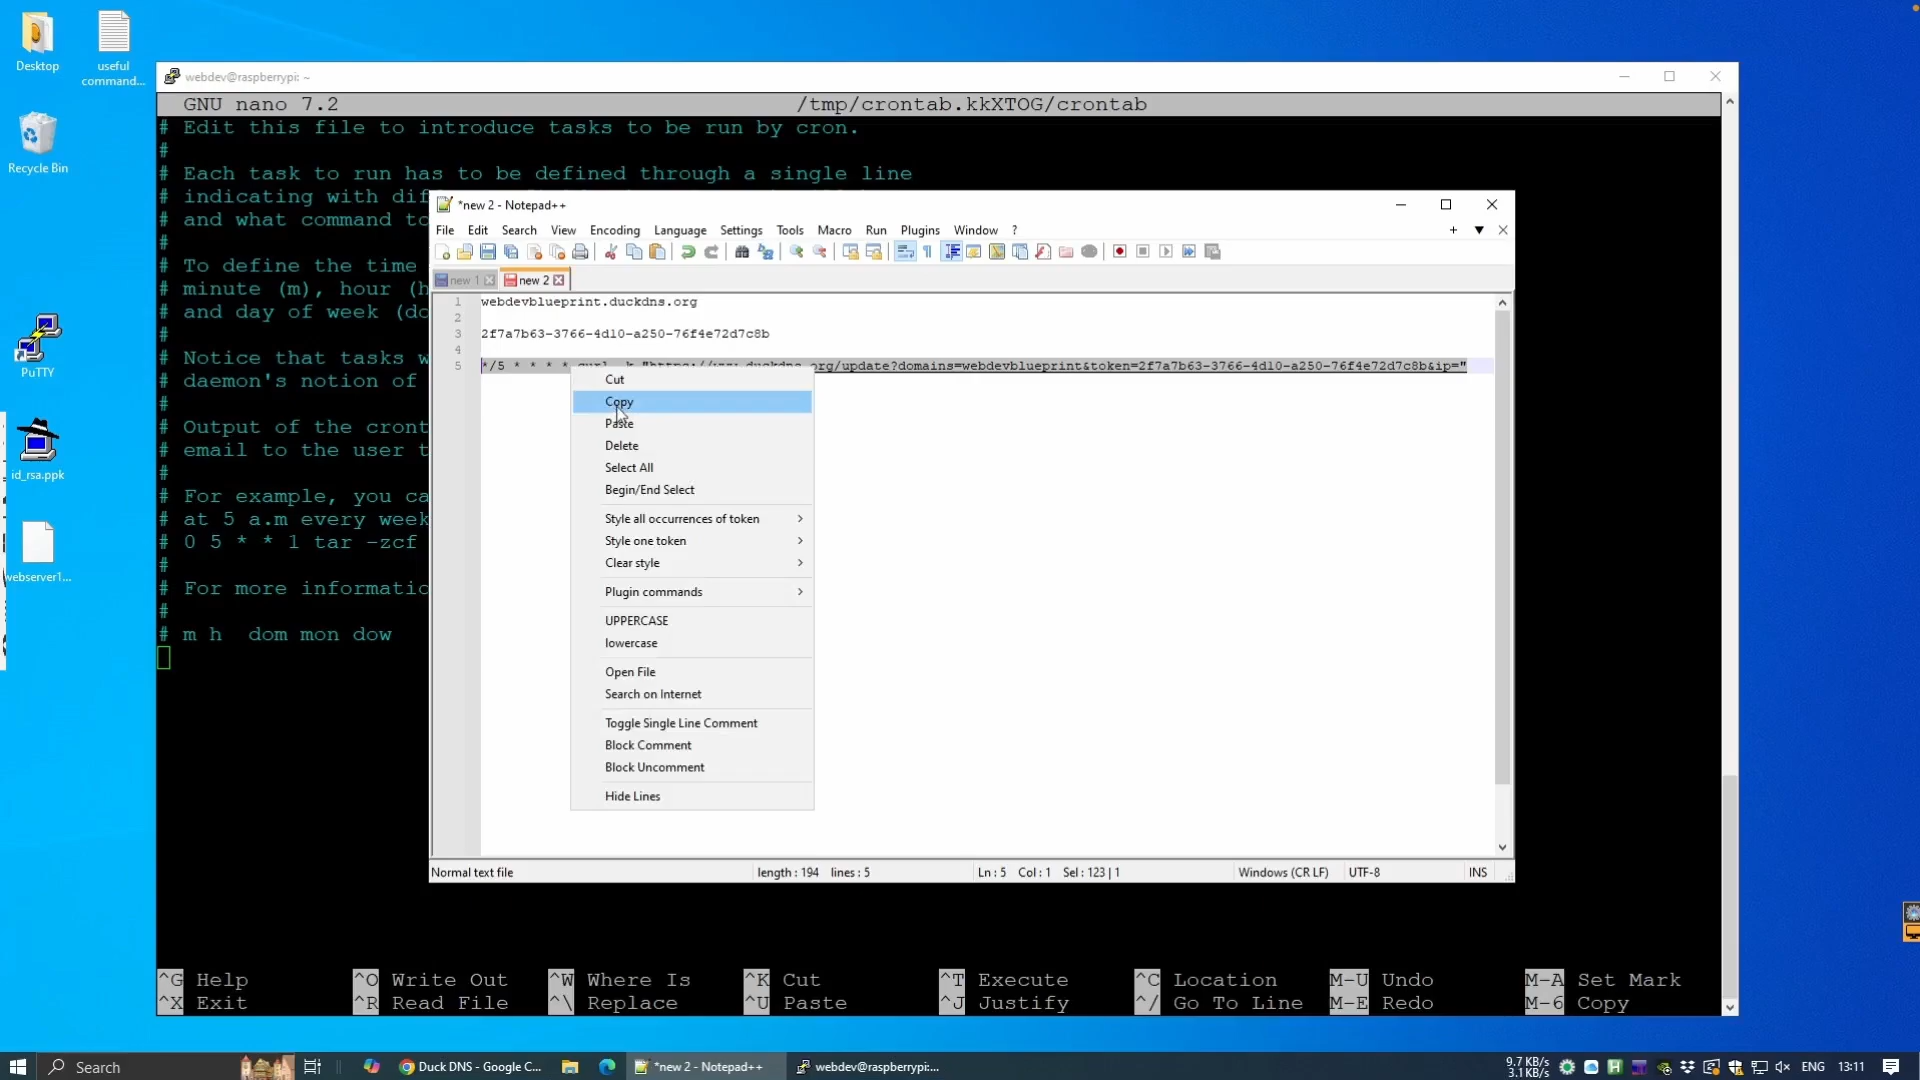 Desktop
useful
command...
Recycle Bin
PuTTY
id_rsa.ppk
webserver1...
webdev@raspberrypi: ~
GNU nano 7.2 /tmp/crontab.kkXTOG/crontab
# Edit this file to introduce tasks to be run by cron.
#
# Each task to run has to be defined through a single line
# indicating with dif
# and what command to
#
# To define the time
# minute (m), hour (h
# and day of week (do
#
# Notice that tasks w
# daemon's notion of
#
# Output of the cront
# email to the user t
#
# For example, you ca
# at 5 a.m every week
# 0 5 * * 1 tar -zcf
#
# For more informatio
#
# m h  dom mon dow
*new 2 - Notepad++
File Edit Search View Encoding Language Settings Tools Macro Run Plugins Window ?
new 1 new 2
1 webdevblueprint.duckdns.org
2
3 2f7a7b63-3766-4d10-a250-76f4e72d7c8b
4
5 */5 * * * * curl -k "https://www.duckdns.org/update?domains=webdevblueprint&token=2f7a7b63-3766-4d10-a250-76f4e72d7c8b&ip="
Cut
Copy
Paste
Delete
Select All
Begin/End Select
Style all occurrences of token
Style one token
Clear style
Plugin commands
UPPERCASE
lowercase
Open File
Search on Internet
Toggle Single Line Comment
Block Comment
Block Uncomment
Hide Lines
Normal text file length : 194 lines : 5 Ln : 5 Col : 1 Sel : 123 | 1 Windows (CR LF) UTF-8 INS
^G Help ^O Write Out ^W Where Is ^K Cut ^T Execute ^C Location M-U Undo M-A Set Mark
^X Exit ^R Read File ^\ Replace ^U Paste ^J Justify ^/ Go To Line M-E Redo M-6 Copy
Search Duck DNS - Google C... *new 2 - Notepad++ webdev@raspberrypi:... 9.7 KB/s 3.1 KB/s ENG 13:11